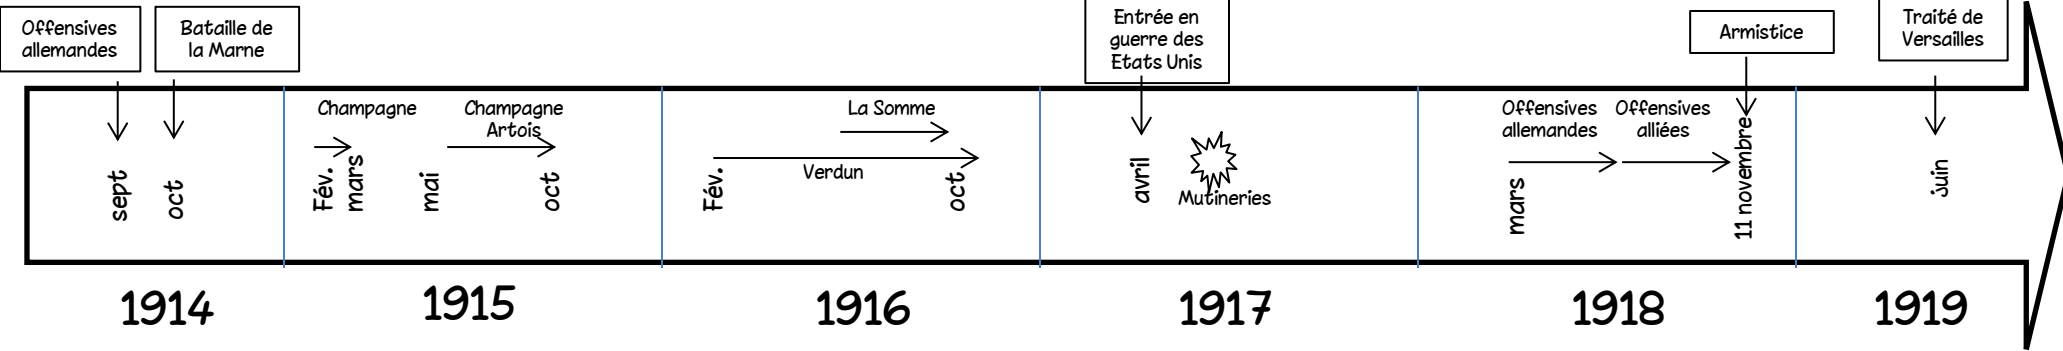 Offensives
allemandes
Bataille de
la Marne
Entrée en
guerre des
Etats Unis
Armistice
Traité de
Versailles
Champagne
Champagne
Artois
La Somme
Verdun
Mutineries
Offensives
allemandes
Offensives
alliées
sept
oct
Fév.
mars
mai
oct
Fév.
oct.
avril
mars
11 novembre
juin
1914
1915
1916
1917
1918
1919